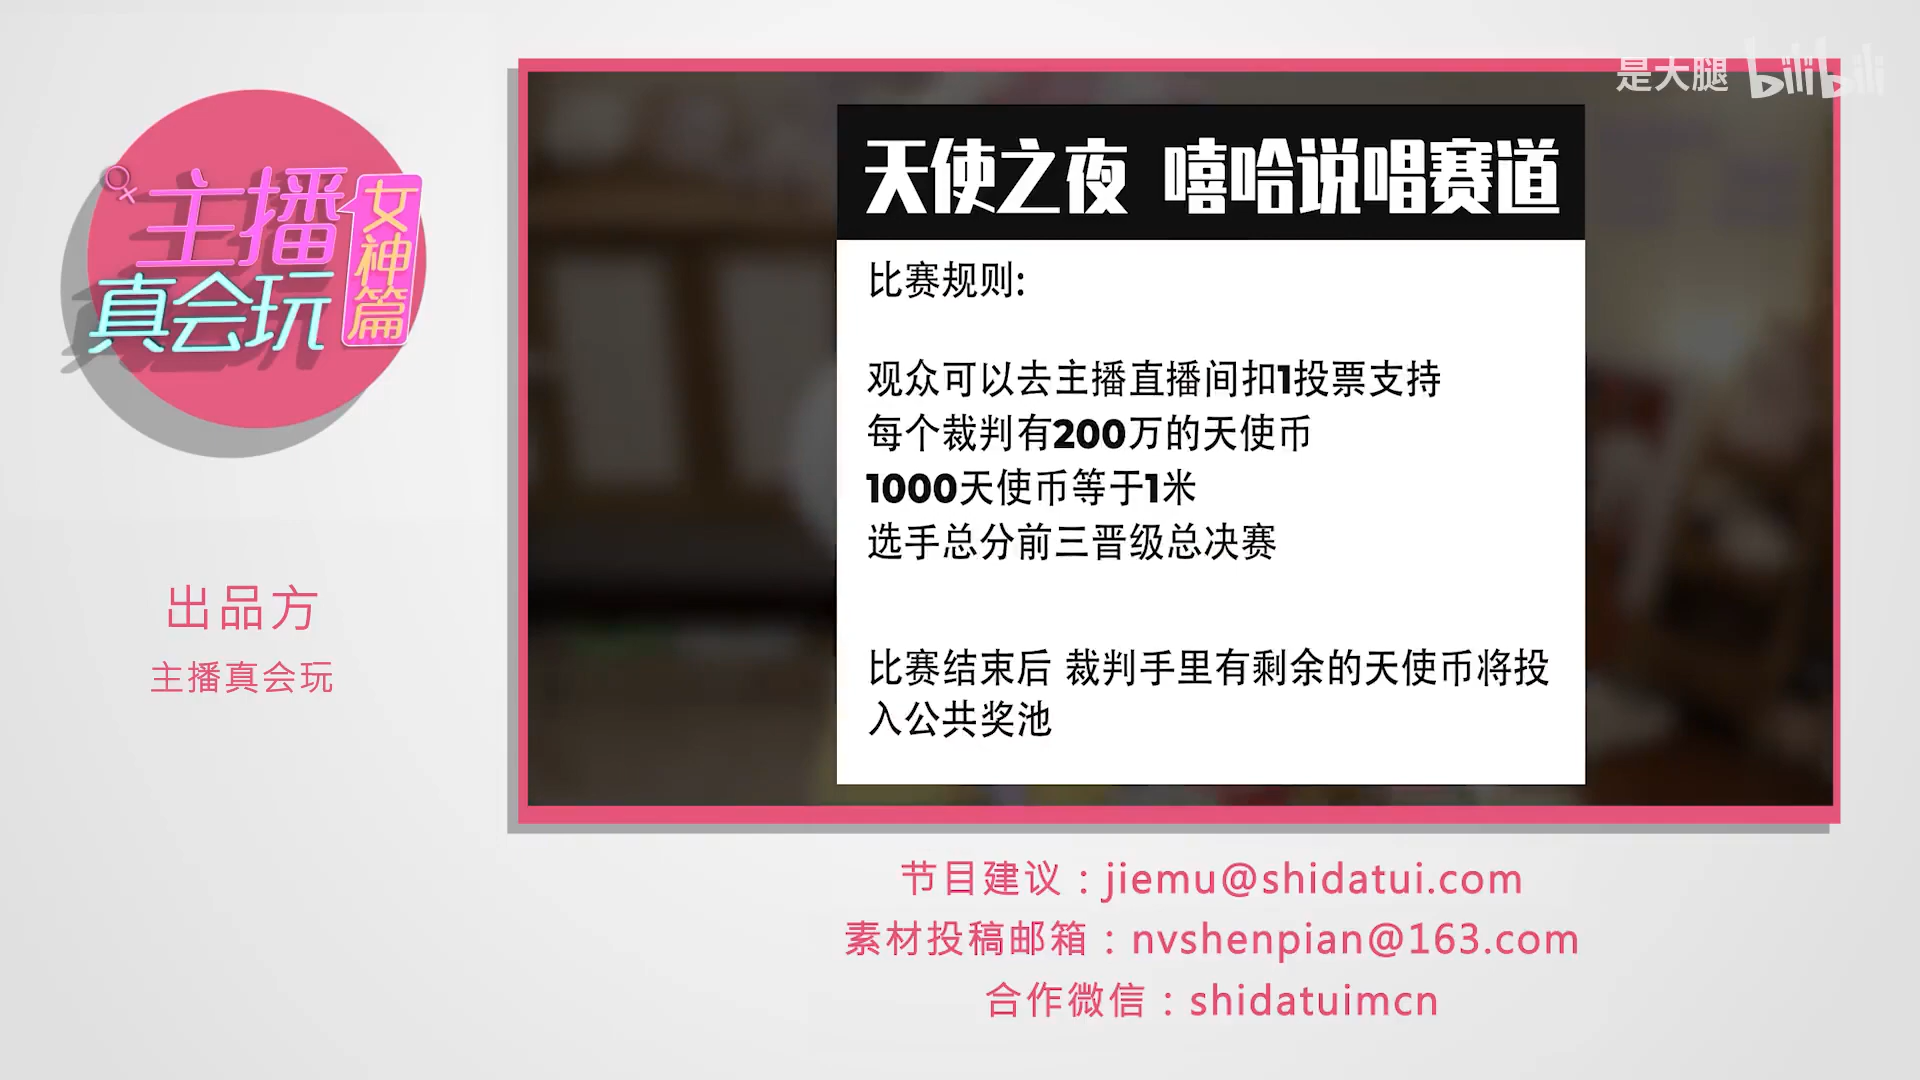 是大腿 bilibili
主播
真会玩
女神篇
天使之夜 嘻哈说唱赛道
比赛规则:
观众可以去主播直播间扣1投票支持
每个裁判有200万的天使币
1000天使币等于1米
选手总分前三晋级总决赛
比赛结束后 裁判手里有剩余的天使币将投
入公共奖池
出品方
主播真会玩
节目建议：jiemu@shidatui.com
素材投稿邮箱：nvshenpian@163.com
合作微信：shidatuimcn